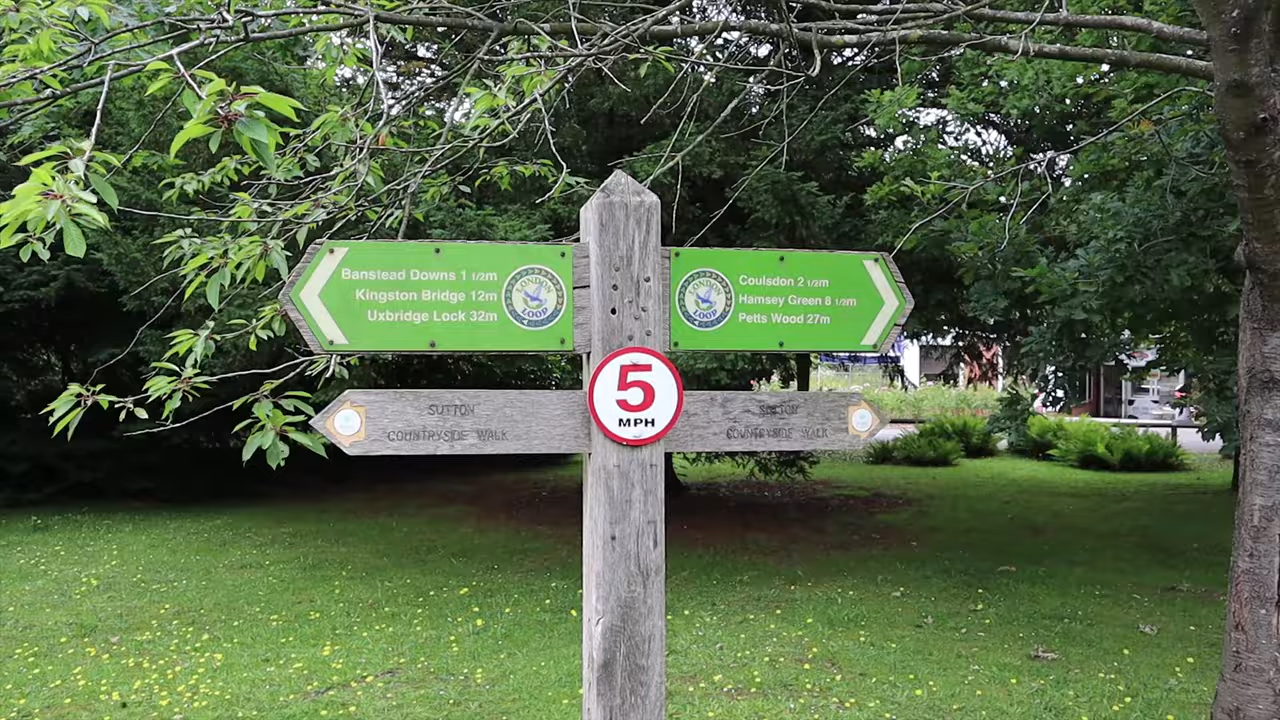 Banstead Downs 1 1/2m
Kingston Bridge 12m
Uxbridge Lock 32m
LONDON
LOOP
LONDON
LOOP
Coulsdon 2 1/2m
Hamsey Green 8 1/2m
Petts Wood 27m
5
MPH
SUTTON
COUNTRYSIDE WALK
SUTTON
COUNTRYSIDE WALK